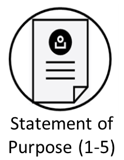 Statement of
Purpose (1-5)